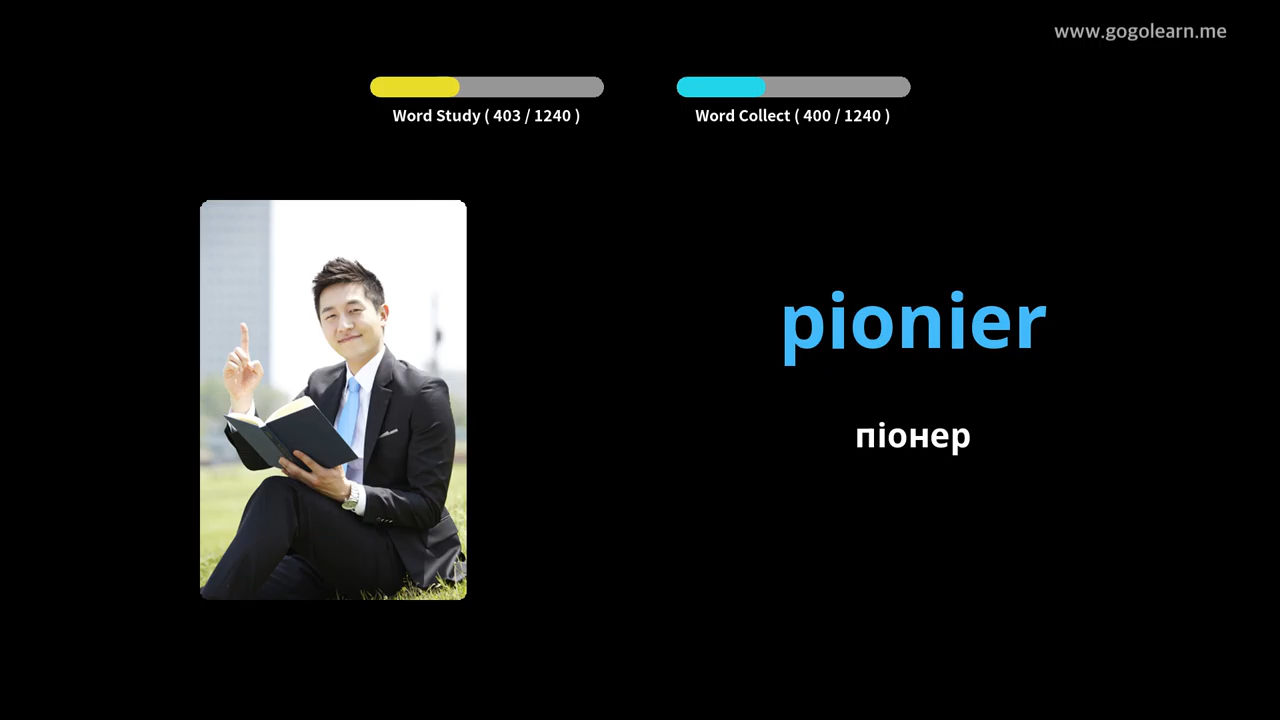 www.gogolearn.me
Word Study ( 403 / 1240 )
Word Collect ( 400 / 1240 )
pionier
піонер